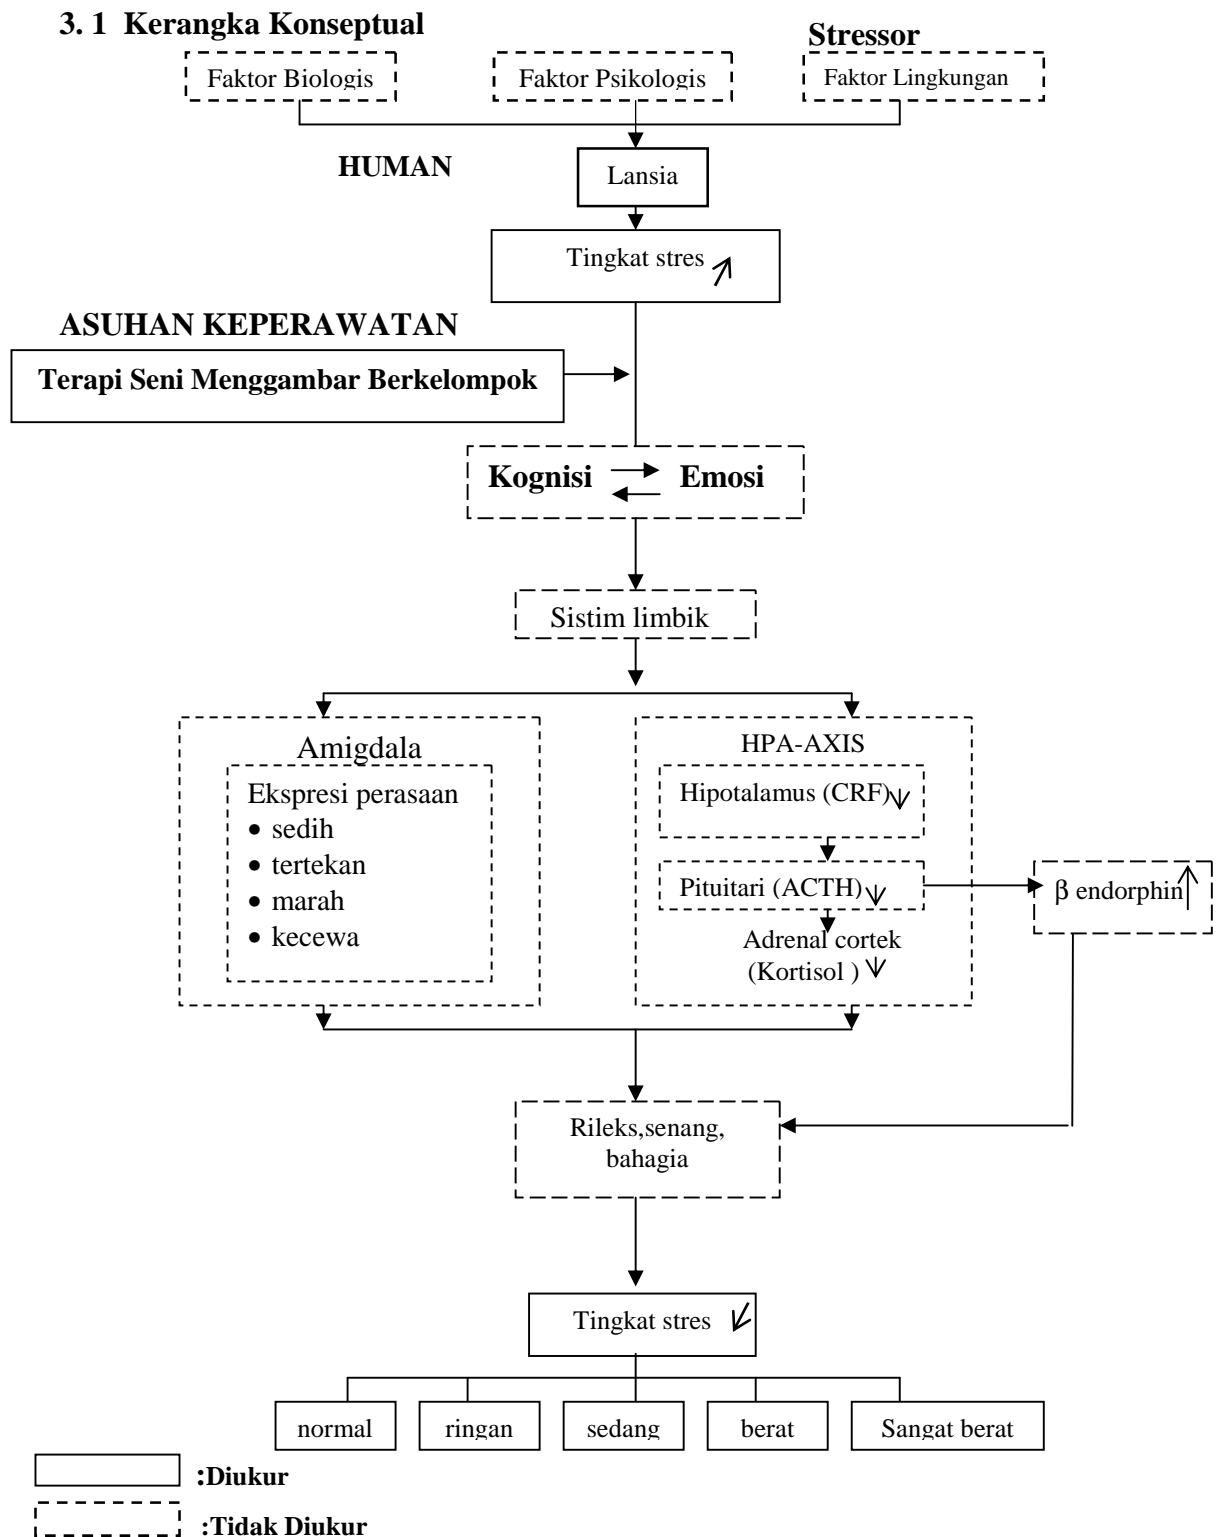 3. 1 Kerangka Konseptual
Stressor
Faktor Biologis
Faktor Psikologis
Faktor Lingkungan
HUMAN
Lansia
Tingkat stres
ASUHAN KEPERAWATAN
Terapi Seni Menggambar Berkelompok
Kognisi
Emosi
Sistim limbik
Amigdala
Ekspresi perasaan
• sedih
• tertekan
• marah
• kecewa
HPA-AXIS
Hipotalamus (CRF)
Pituitari (ACTH)
Adrenal cortek
(Kortisol )
β endorphin
Rileks,senang,
bahagia
Tingkat stres
normal
ringan
sedang
berat
Sangat berat
:Diukur
:Tidak Diukur